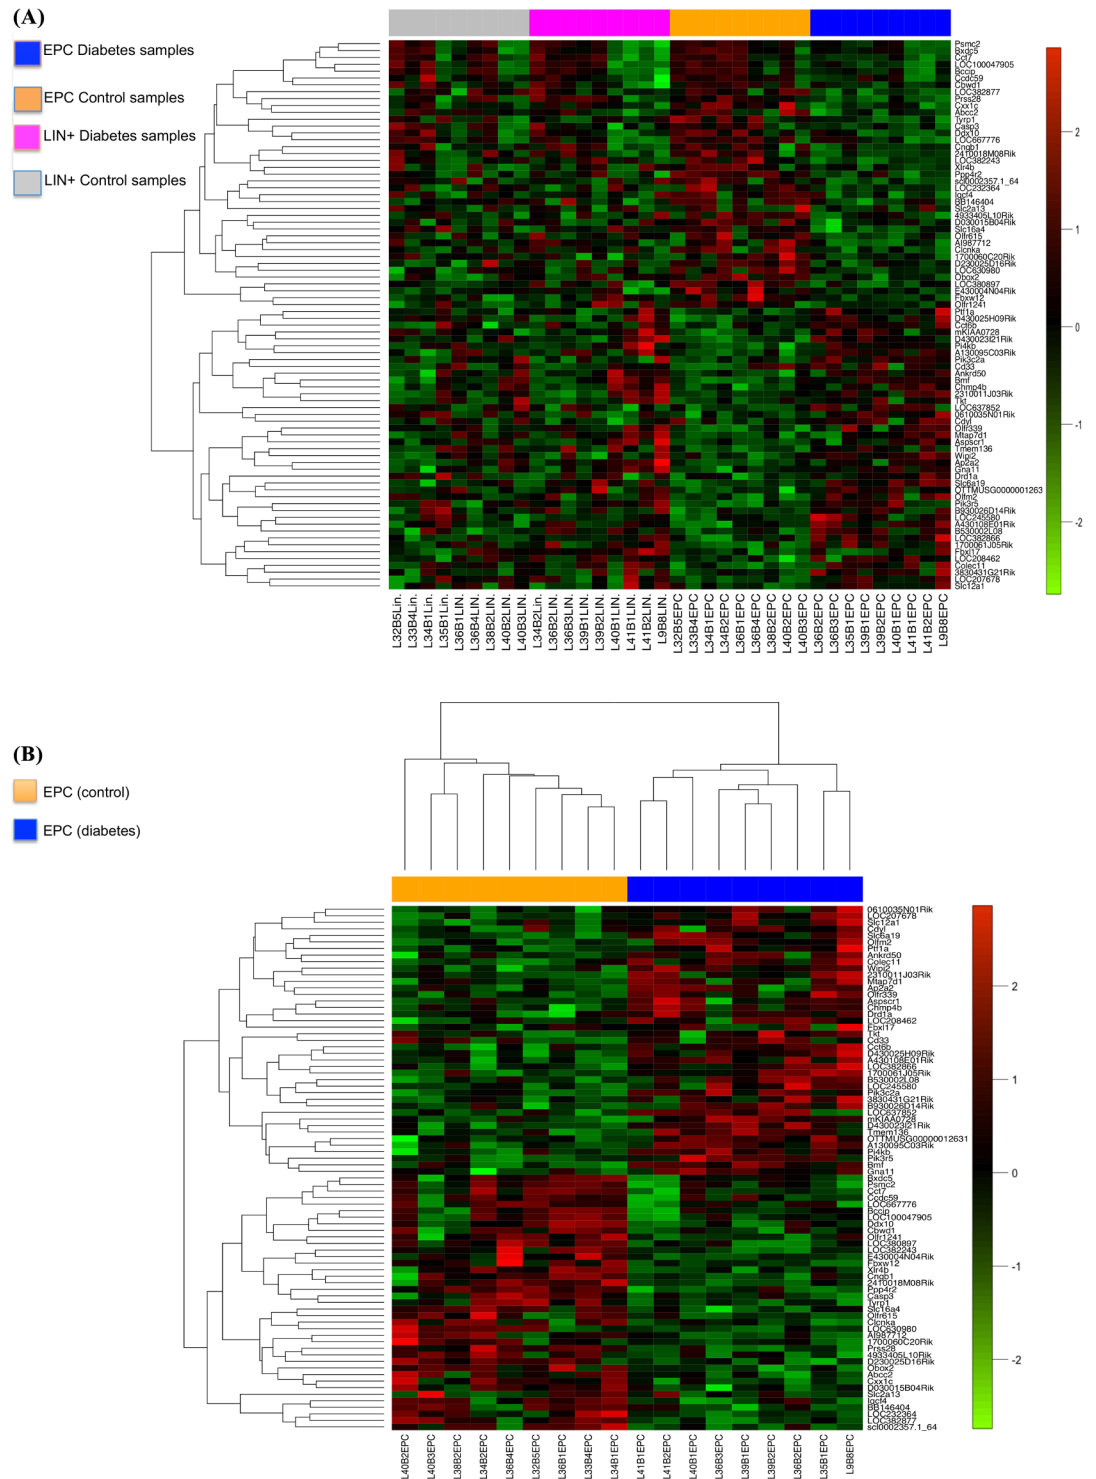 (A)
EPC Diabetes samples
EPC Control samples
LIN+ Diabetes samples
LIN+ Control samples
Psmc2
Bxdc5
Cct7
LOC100047905
Bccip
Ccdc59
Cbwd1
LOC382877
Prss28
Cxx1c
Abcc2
Tyrp1
Casp3
Ddx10
LOC667776
Cngb1
2410018M08Rik
LOC382243
Xlr4b
Ppp4r2
scl0002357.1_64
LOC232364
Igcf4
BB146404
Slc2a13
4933405L10Rik
D030015B04Rik
Slc16a4
Olfr615
AI987712
Clcnka
1700060C20Rik
D230025D16Rik
LOC630980
Obox2
LOC380897
E430004N04Rik
Fbxw12
Olfr1241
Ptf1a
D430025H09Rik
Cct6b
mKIAA0728
D430023I21Rik
Pi4kb
A130095C03Rik
Pik3c2a
Cd33
Ankrd50
Bmf
Chmp4b
2310011J03Rik
Tkt
LOC637852
0610035N01Rik
Cdyl
Olfr339
Mtap7d1
Aspscr1
Tmem136
Wipi2
Ap2a2
Gna11
Drd1a
Slc6a19
OTTMUSG0000001263
Olfm2
Pik3r5
B930026D14Rik
LOC245580
A430108E01Rik
B530002L08
LOC382866
1700061J05Rik
Fbxl17
LOC208462
Colec11
3830431G21Rik
LOC207678
Slc12a1
2
1
0
-1
-2
L32B5Lin.
L33B4Lin.
L34B1Lin.
L35B1Lin.
L36B1LIN.
L36B4LIN.
L38B2LIN.
L40B2LIN.
L40B3LIN.
L34B2Lin.
L36B2LIN.
L36B3LIN.
L39B1LIN.
L39B2LIN.
L40B1LIN.
L41B1LIN.
L41B2LIN.
L9B8LIN.
L32B5EPC
L33B4EPC
L34B1EPC
L34B2EPC
L36B1EPC
L36B4EPC
L38B2EPC
L40B2EPC
L40B3EPC
L36B2EPC
L36B3EPC
L35B1EPC
L39B1EPC
L39B2EPC
L40B1EPC
L41B1EPC
L41B2EPC
L9B8EPC
(B)
EPC (control)
EPC (diabetes)
0610035N01Rik
LOC207678
Slc12a1
Cdyl
Slc6a19
Olfm2
Ptf1a
Ankrd50
Colec11
Wipi2
2310011J03Rik
Mtap7d1
Ap2a2
Olfr339
Aspscr1
Chmp4b
Drd1a
LOC208462
Fbxl17
Tkt
Cd33
Cct6b
D430025H09Rik
A430108E01Rik
LOC382866
1700061J05Rik
B530002L08
LOC245580
Pik3c2a
3830431G21Rik
B930026D14Rik
LOC637852
mKIAA0728
D430023I21Rik
Tmem136
OTTMUSG00000012631
A130095C03Rik
Pi4kb
Pik3r5
Bmf
Gna11
Bxdc5
Psmc2
Cct7
Ccdc59
LOC667776
Bccip
LOC100047905
Ddx10
Cbwd1
Olfr1241
LOC380897
LOC382243
E430004N04Rik
Fbxw12
Xlr4b
Cngb1
2410018M08Rik
Ppp4r2
Casp3
Tyrp1
Slc16a4
Olfr615
Clcnka
LOC630980
AI987712
1700060C20Rik
Prss28
4933405L10Rik
D230025D16Rik
Obox2
Abcc2
Cxx1c
D030015B04Rik
Slc2a13
Igcf4
BB146404
LOC232364
LOC382877
scl0002357.1_64
2
1
0
-1
-2
L40B2EPC
L40B3EPC
L38B2EPC
L34B2EPC
L36B4EPC
L32B5EPC
L36B1EPC
L33B4EPC
L34B1EPC
L41B1EPC
L41B2EPC
L40B1EPC
L36B3EPC
L39B1EPC
L39B2EPC
L36B2EPC
L35B1EPC
L9B8EPC